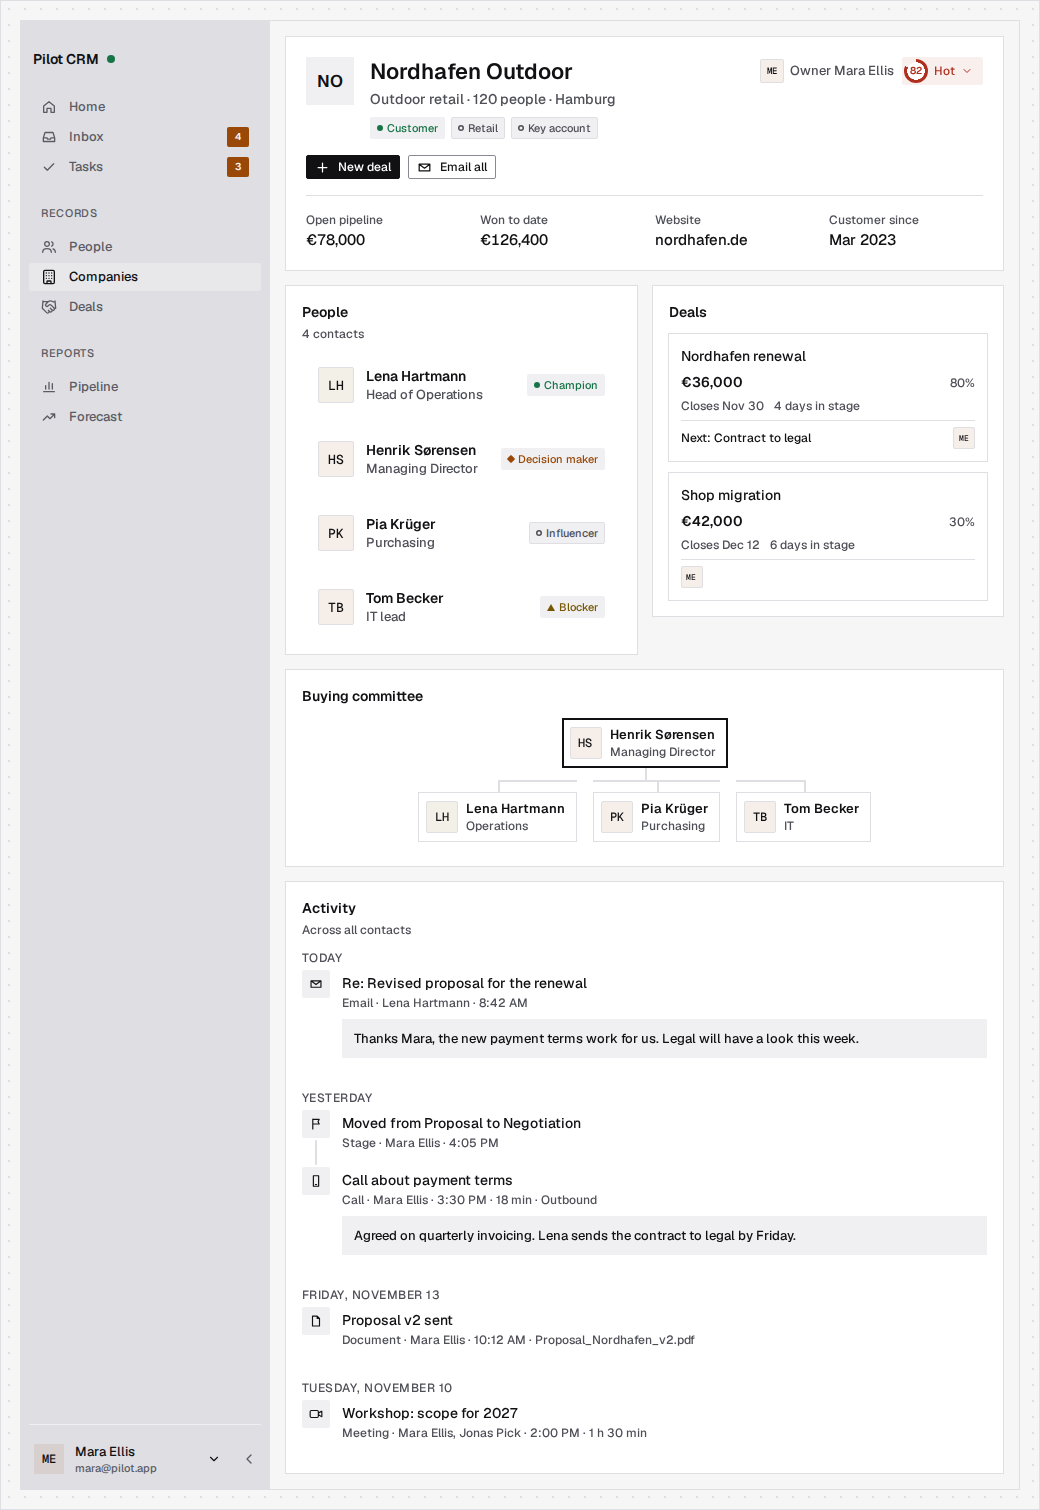 Pilot CRM
Home
Inbox
4
Tasks
3
RECORDS
People
Companies
Deals
REPORTS
Pipeline
Forecast
ME
Mara Ellis
mara@pilot.app
NO
Nordhafen Outdoor
Outdoor retail · 120 people · Hamburg
Customer
Retail
Key account
ME
Owner Mara Ellis
82
Hot
New deal
Email all
Open pipeline
€78,000
Won to date
€126,400
Website
nordhafen.de
Customer since
Mar 2023
People
4 contacts
LH
Lena Hartmann
Head of Operations
Champion
HS
Henrik Sørensen
Managing Director
Decision maker
PK
Pia Krüger
Purchasing
Influencer
TB
Tom Becker
IT lead
Blocker
Deals
Nordhafen renewal
€36,000
80%
Closes Nov 30 4 days in stage
Next: Contract to legal
ME
Shop migration
€42,000
30%
Closes Dec 12 6 days in stage
ME
Buying committee
HS
Henrik Sørensen
Managing Director
LH
Lena Hartmann
Operations
PK
Pia Krüger
Purchasing
TB
Tom Becker
IT
Activity
Across all contacts
TODAY
Re: Revised proposal for the renewal
Email · Lena Hartmann · 8:42 AM
Thanks Mara, the new payment terms work for us. Legal will have a look this week.
YESTERDAY
Moved from Proposal to Negotiation
Stage · Mara Ellis · 4:05 PM
Call about payment terms
Call · Mara Ellis · 3:30 PM · 18 min · Outbound
Agreed on quarterly invoicing. Lena sends the contract to legal by Friday.
FRIDAY, NOVEMBER 13
Proposal v2 sent
Document · Mara Ellis · 10:12 AM · Proposal_Nordhafen_v2.pdf
TUESDAY, NOVEMBER 10
Workshop: scope for 2027
Meeting · Mara Ellis, Jonas Pick · 2:00 PM · 1 h 30 min